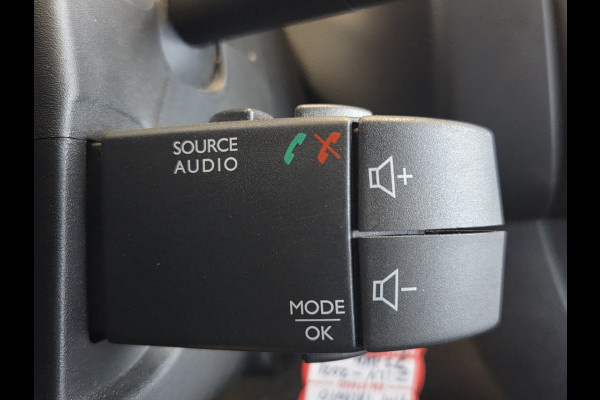 SOURCE
AUDIO
+
-
MODE
OK